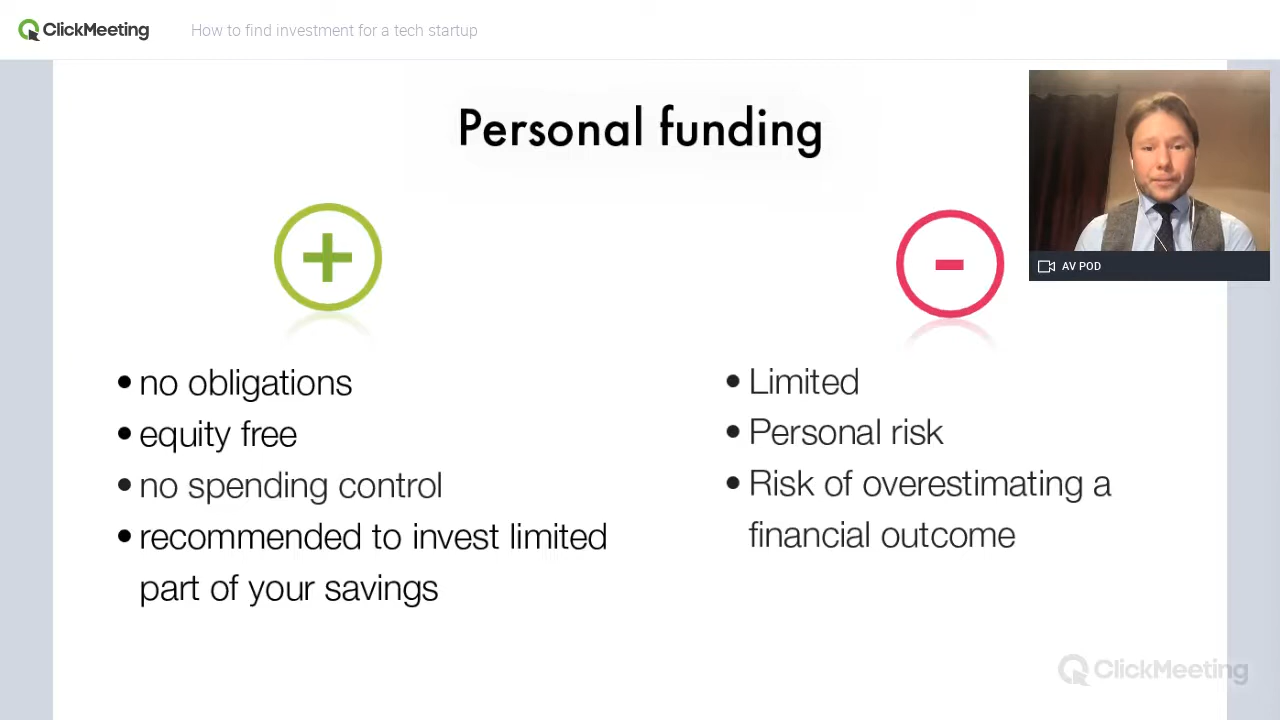 ClickMeeting
How to find investment for a tech startup
Personal funding
AV POD
• no obligations
• equity free
• no spending control
• recommended to invest limited
part of your savings
• Limited
• Personal risk
• Risk of overestimating a
financial outcome
ClickMeeting